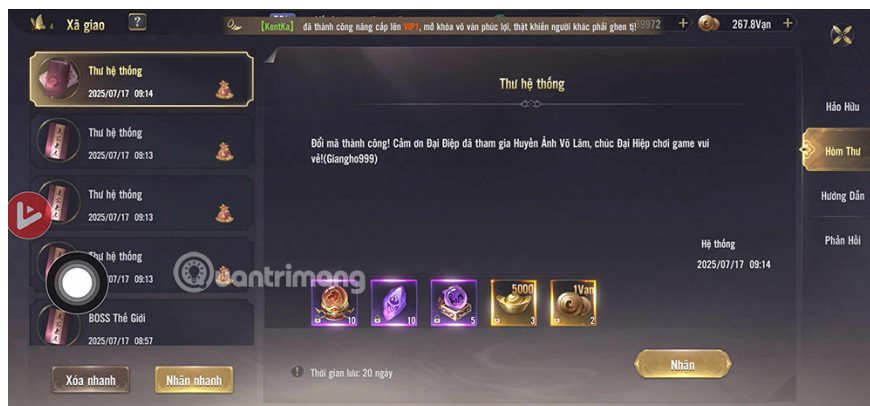 Xã giao
?
[KentKa] đã thành công nâng cấp lên VIP1, mở khóa vô vàn phúc lợi, thật khiến người khác phải ghen tị!
09972
+
267.8Vạn
+
Thư hệ thống
2025/07/17 09:14
Thư hệ thống
2025/07/17 09:13
Thư hệ thống
2025/07/17 09:13
Thư hệ thống
07/17 09:13
BOSS Thế Giới
2025/07/17 08:57
Xóa nhanh
Nhận nhanh
Thư hệ thống
Đổi mã thành công! Cảm ơn Đại Điệp đã tham gia Huyền Ảnh Võ Lâm, chúc Đại Hiệp chơi game vui
vẻ!(Giangho999)
Hệ thống
2025/07/17 09:14
Quantrimang
10
10
5
5000
3
1Vạn
2
Thời gian lưu: 20 ngày
Nhận
Hảo Hữu
Hòm Thư
Hướng Dẫn
Phản Hồi